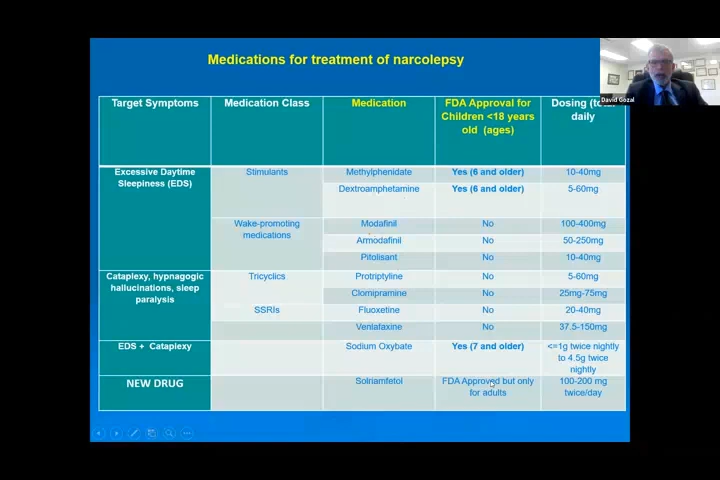 Medications for treatment of narcolepsy
David Gozal
Target Symptoms Medication Class Medication FDA Approval for Children <18 years old (ages) Dosing daily
Excessive Daytime Sleepiness (EDS) Stimulants Methylphenidate Yes (6 and older) 10-40mg
Dextroamphetamine Yes (6 and older) 5-60mg
Wake-promoting medications Modafinil No 100-400mg
Armodafinil No 50-250mg
Pitolisant No 10-40mg
Cataplexy, hypnagogic hallucinations, sleep paralysis Tricyclics Protriptyline No 5-60mg
Clomipramine No 25mg-75mg
SSRIs Fluoxetine No 20-40mg
Venlafaxine No 37.5-150mg
EDS + Cataplexy Sodium Oxybate Yes (7 and older) <=1g twice nightly to 4.5g twice nightly
NEW DRUG Solriamfetol FDA Approved but only for adults 100-200 mg twice/day